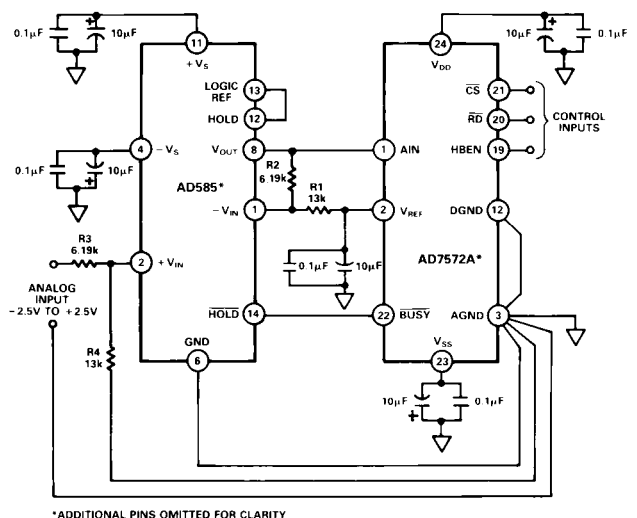 0.1µF
10µF
+
11
+VS
LOGIC
REF
13
HOLD
12
VOUT
8
4
–VS
0.1µF
10µF
+
AD585*
R2
6.19k
R1
13k
–VIN
1
R3
6.19k
2
+VIN
ANALOG
INPUT
–2.5V TO +2.5V
R4
13k
HOLD
14
GND
6
0.1µF
10µF
+
10µF
0.1µF
24
VDD
CS
21
RD
20
HBEN
19
CONTROL
INPUTS
1
AIN
2
VREF
DGND
12
AD7572A*
22
BUSY
AGND
3
VSS
23
10µF
+
0.1µF
*ADDITIONAL PINS OMITTED FOR CLARITY